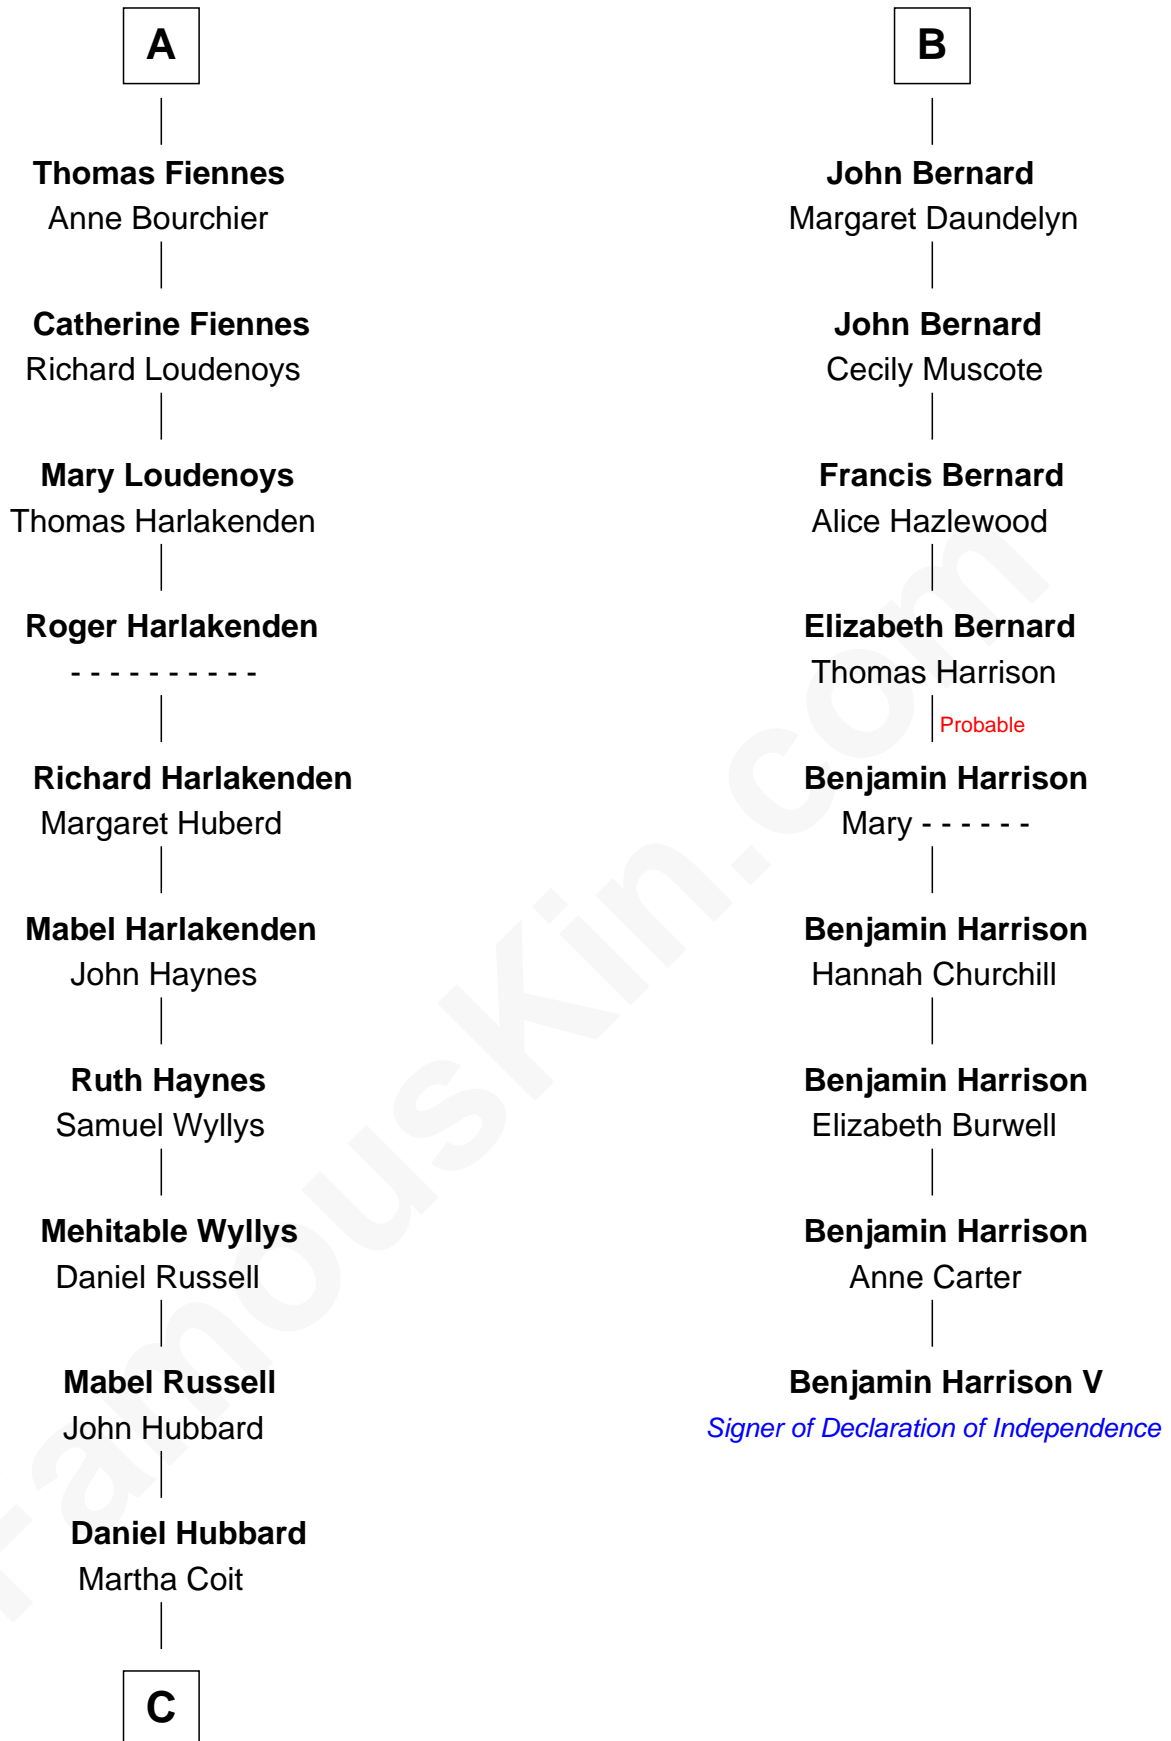 A
Thomas Fiennes
Anne Bourchier
Catherine Fiennes
Richard Loudenoys
Mary Loudenoys
Thomas Harlakenden
Roger Harlakenden
- - - - - - - - - -
Richard Harlakenden
Margaret Huberd
Mabel Harlakenden
John Haynes
Ruth Haynes
Samuel Wyllys
Mehitable Wyllys
Daniel Russell
Mabel Russell
John Hubbard
Daniel Hubbard
Martha Coit
C
B
John Bernard
Margaret Daundelyn
John Bernard
Cecily Muscote
Francis Bernard
Alice Hazlewood
Elizabeth Bernard
Thomas Harrison
Probable
Benjamin Harrison
Mary - - - - - -
Benjamin Harrison
Hannah Churchill
Benjamin Harrison
Elizabeth Burwell
Benjamin Harrison
Anne Carter
Benjamin Harrison V
Signer of Declaration of Independence
FamousKin.com